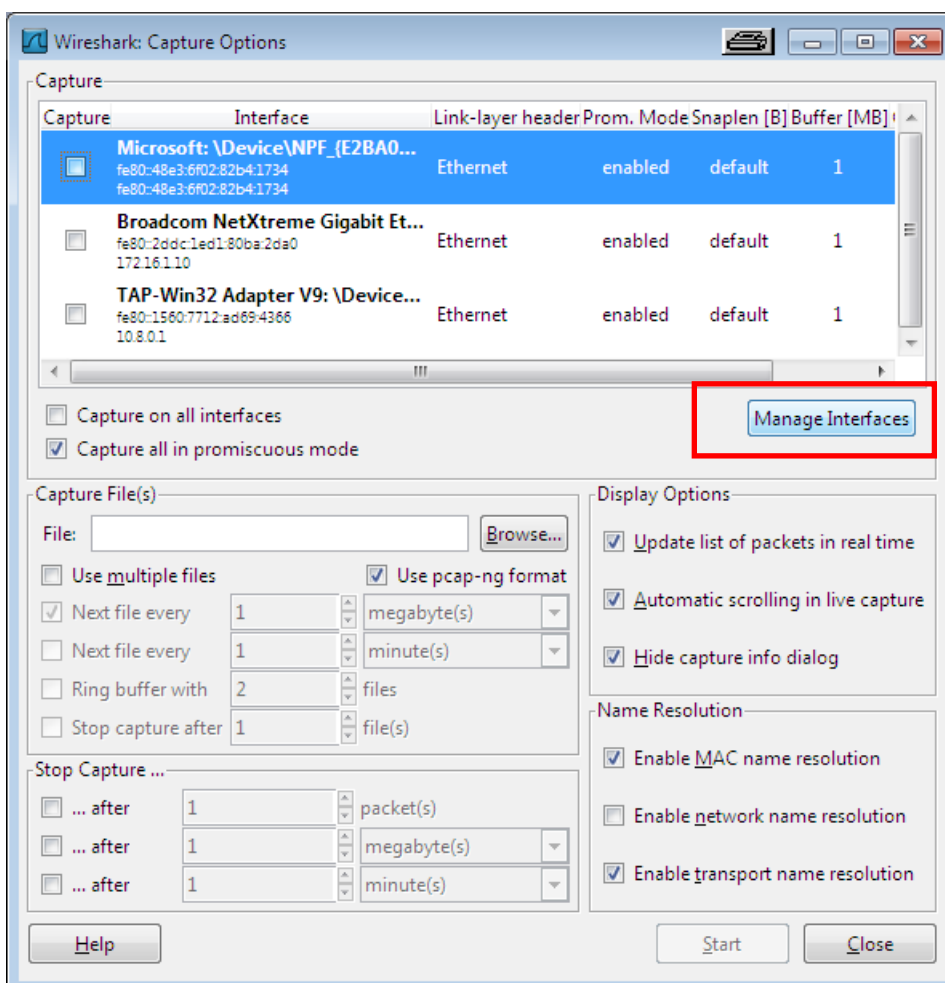 Wireshark: Capture Options
Capture
Capture Interface Link-layer header Prom. Mode Snaplen [B] Buffer [MB]
Microsoft: \Device\NPF_{E2BA0...
fe80::48e3:6f02:82b4:1734
fe80::48e3:6f02:82b4:1734
Ethernet enabled default 1
Broadcom NetXtreme Gigabit Et...
fe80::2ddc:1ed1:80ba:2da0
172.16.1.10
Ethernet enabled default 1
TAP-Win32 Adapter V9: \Device...
fe80::1560:7712:ad69:4366
10.8.0.1
Ethernet enabled default 1
Capture on all interfaces
Manage Interfaces
Capture all in promiscuous mode
Capture File(s)
File: Browse...
Use multiple files Use pcap-ng format
Next file every 1 megabyte(s)
Next file every 1 minute(s)
Ring buffer with 2 files
Stop capture after 1 file(s)
Stop Capture ...
... after 1 packet(s)
... after 1 megabyte(s)
... after 1 minute(s)
Display Options
Update list of packets in real time
Automatic scrolling in live capture
Hide capture info dialog
Name Resolution
Enable MAC name resolution
Enable network name resolution
Enable transport name resolution
Help Start Close